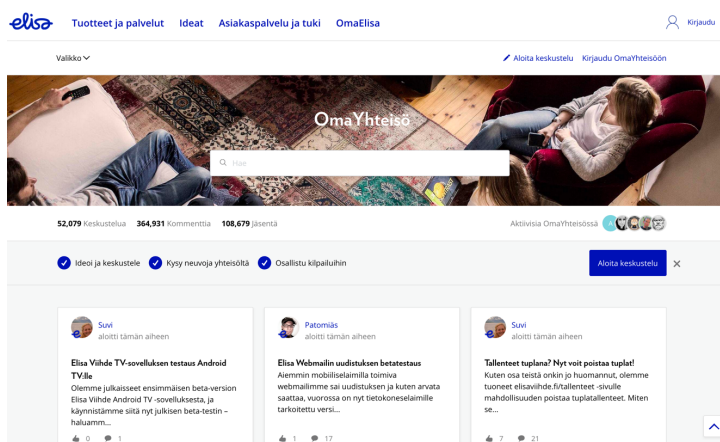 elisa
Tuotteet ja palvelut Ideat Asiakaspalvelu ja tuki OmaElisa
Kirjaudu
Valikko
Aloita keskustelu Kirjaudu OmaYhteisöön
OmaYhteisö
Hae
52,079 Keskustelua 364,931 Kommenttia 108,679 Jäsentä
Aktiivisia OmaYhteisössä A
Ideoi ja keskustele Kysy neuvoja yhteisöltä Osallistu kilpailuihin
Aloita keskustelu
Suvi
aloitti tämän aiheen
Elisa Viihde TV-sovelluksen testaus Android
TV:lle
Olemme julkaisseet ensimmäisen beta-version
Elisa Viihde Android TV -sovelluksesta, ja
käynnistämme siitä nyt julkisen beta-testin –
haluamm...
0 1
Patomiäs
aloitti tämän aiheen
Elisa Webmailin uudistuksen betatestaus
Aiemmin mobiiliselaimilla toimiva
webmailimme sai uudistuksen ja kuten arvata
saattaa, vuorossa on nyt tietokoneselaimille
tarkoitettu versi...
1 17
Suvi
aloitti tämän aiheen
Tallenteet tuplana? Nyt voit poistaa tuplat!
Kuten osa teistä onkin jo huomannut, olemme
tuoneet elisaviihde.fi/tallenteet -sivulle
mahdollisuuden poistaa tuplatallenteet. Miten
se...
7 21